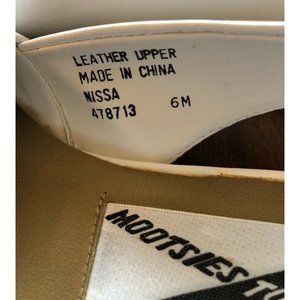 LEATHER UPPER
MADE IN CHINA
NISSA
478713 6M
MOOTSIES TO